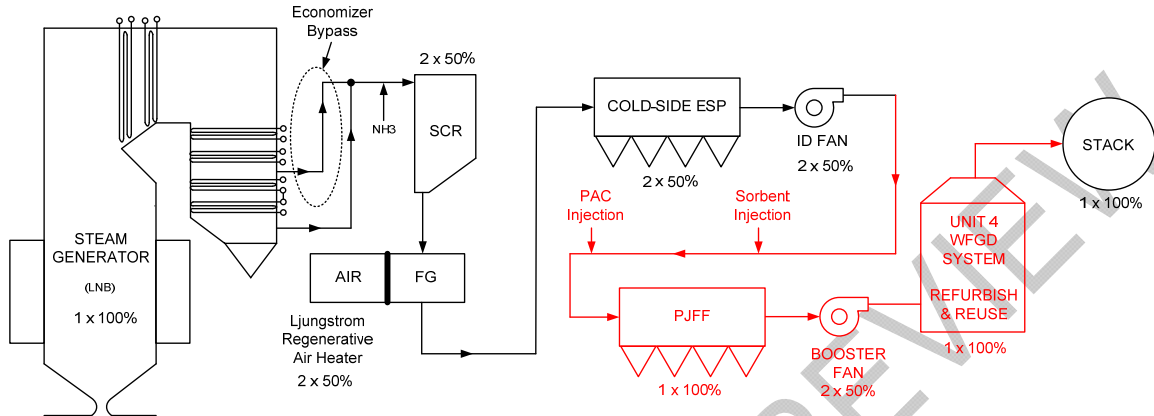 Economizer
Bypass
2 x 50%
NH3
SCR
STEAM
GENERATOR
(LNB)
1 x 100%
AIR
FG
Ljungstrom
Regenerative
Air Heater
2 x 50%
COLD-SIDE ESP
2 x 50%
ID FAN
2 x 50%
PAC
Injection
Sorbent
Injection
PJFF
1 x 100%
BOOSTER
FAN
2 x 50%
UNIT 4
WFGD
SYSTEM
REFURBISH
& REUSE
1 x 100%
STACK
1 x 100%
REVIEW